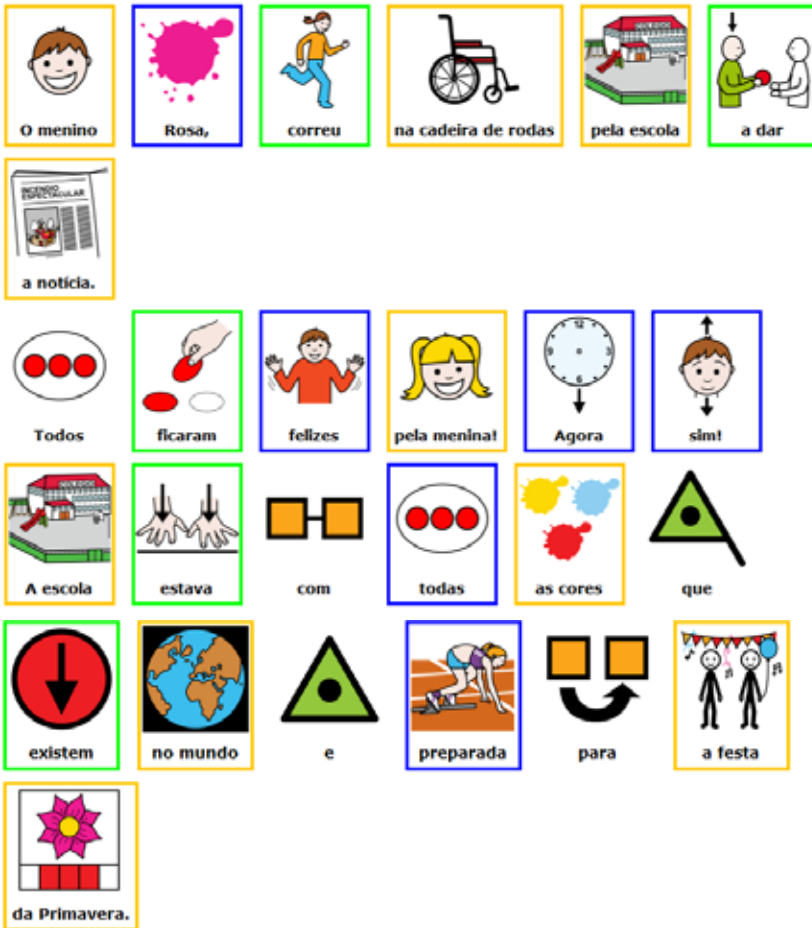 O menino Rosa, correu na cadeira de rodas pela escola a dar
a notícia.
Todos ficaram felizes pela menina! Agora sim!
A escola estava com todas as cores que
existem no mundo e preparada para a festa
da Primavera.